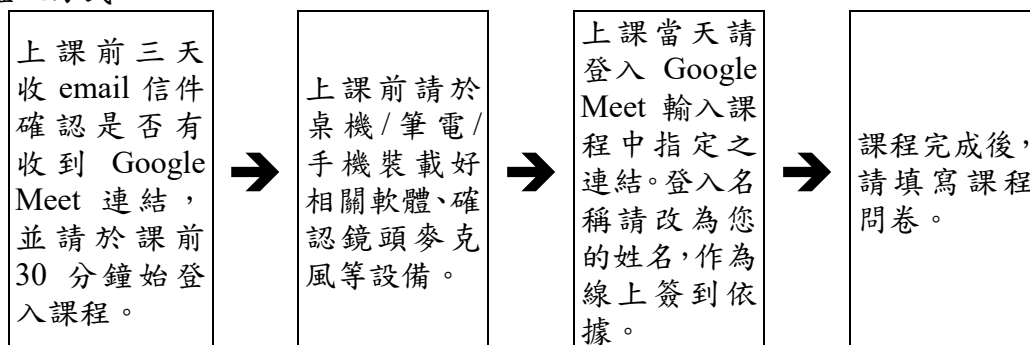 上課前三天
收 email 信件
確認是否有
收到 Google
Meet 連結，
並請於課前
30 分鐘始登
入課程。
上課前請於
桌機/筆電/
手機裝載好
相關軟體、確
認鏡頭麥克
風等設備。
上課當天請
登入 Google
Meet 輸入課
程中指定之
連結。登入名
稱請改為您
的姓名，作為
線上簽到依
據。
課程完成後，
請填寫課程
問卷。